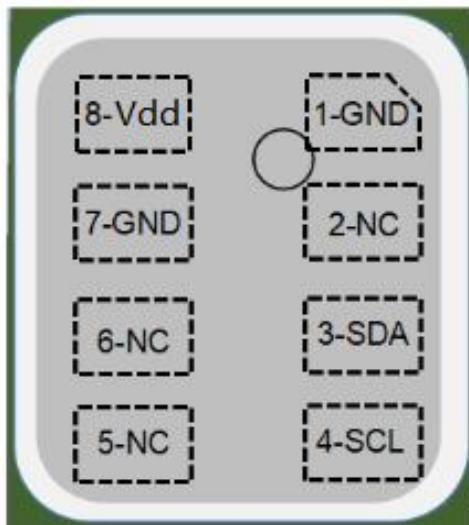 8-Vdd 1-GND
7-GND 2-NC
6-NC 3-SDA
5-NC 4-SCL